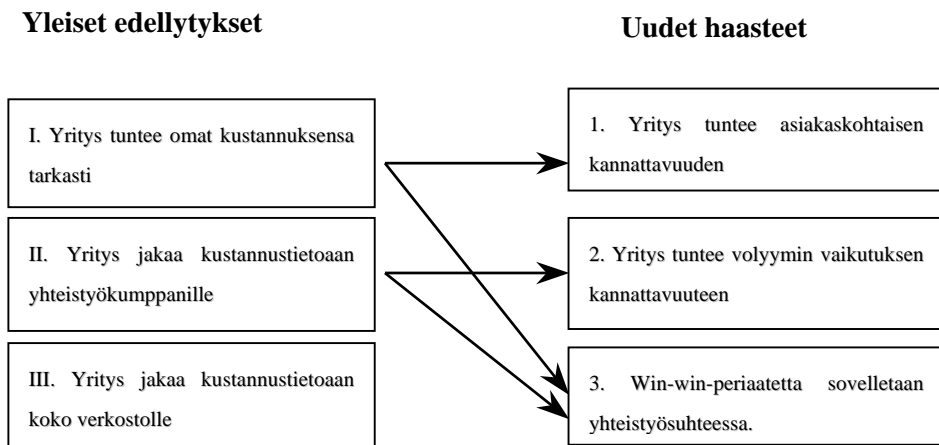 Yleiset edellytykset
Uudet haasteet
I. Yritys tuntee omat kustannuksensa
tarkasti
II. Yritys jakaa kustannustietoaan
yhteistyökumppanille
III. Yritys jakaa kustannustietoaan
koko verkostolle
1. Yritys tuntee asiakaskohtaisen
kannattavuuden
2. Yritys tuntee volyymin vaikutuksen
kannattavuuteen
3. Win-win-periaatetta sovelletaan
yhteistyösuhteessa.